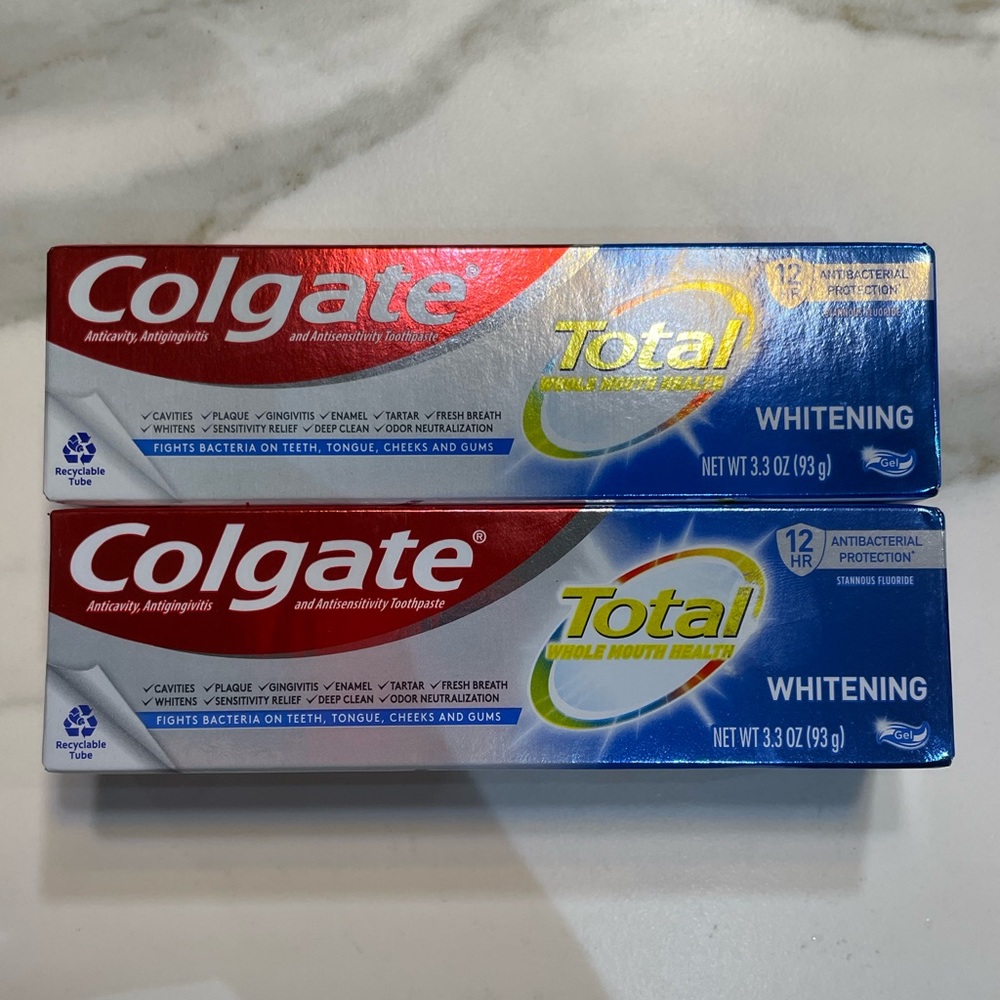 Colgate®
Anticavity, Antigingivitis and Antisensitivity Toothpaste
12 HR
ANTIBACTERIAL
PROTECTION*
STANNOUS FLUORIDE
Total
WHOLE MOUTH HEALTH
✓CAVITIES ✓PLAQUE ✓GINGIVITIS ✓ENAMEL ✓TARTAR ✓FRESH BREATH
✓WHITENS ✓SENSITIVITY RELIEF ✓DEEP CLEAN ✓ODOR NEUTRALIZATION
FIGHTS BACTERIA ON TEETH, TONGUE, CHEEKS AND GUMS
Recyclable
Tube
WHITENING
NET WT 3.3 OZ (93 g)
Gel
Colgate®
Anticavity, Antigingivitis and Antisensitivity Toothpaste
12 HR
ANTIBACTERIAL
PROTECTION*
STANNOUS FLUORIDE
Total
WHOLE MOUTH HEALTH
✓CAVITIES ✓PLAQUE ✓GINGIVITIS ✓ENAMEL ✓TARTAR ✓FRESH BREATH
✓WHITENS ✓SENSITIVITY RELIEF ✓DEEP CLEAN ✓ODOR NEUTRALIZATION
FIGHTS BACTERIA ON TEETH, TONGUE, CHEEKS AND GUMS
Recyclable
Tube
WHITENING
NET WT 3.3 OZ (93 g)
Gel